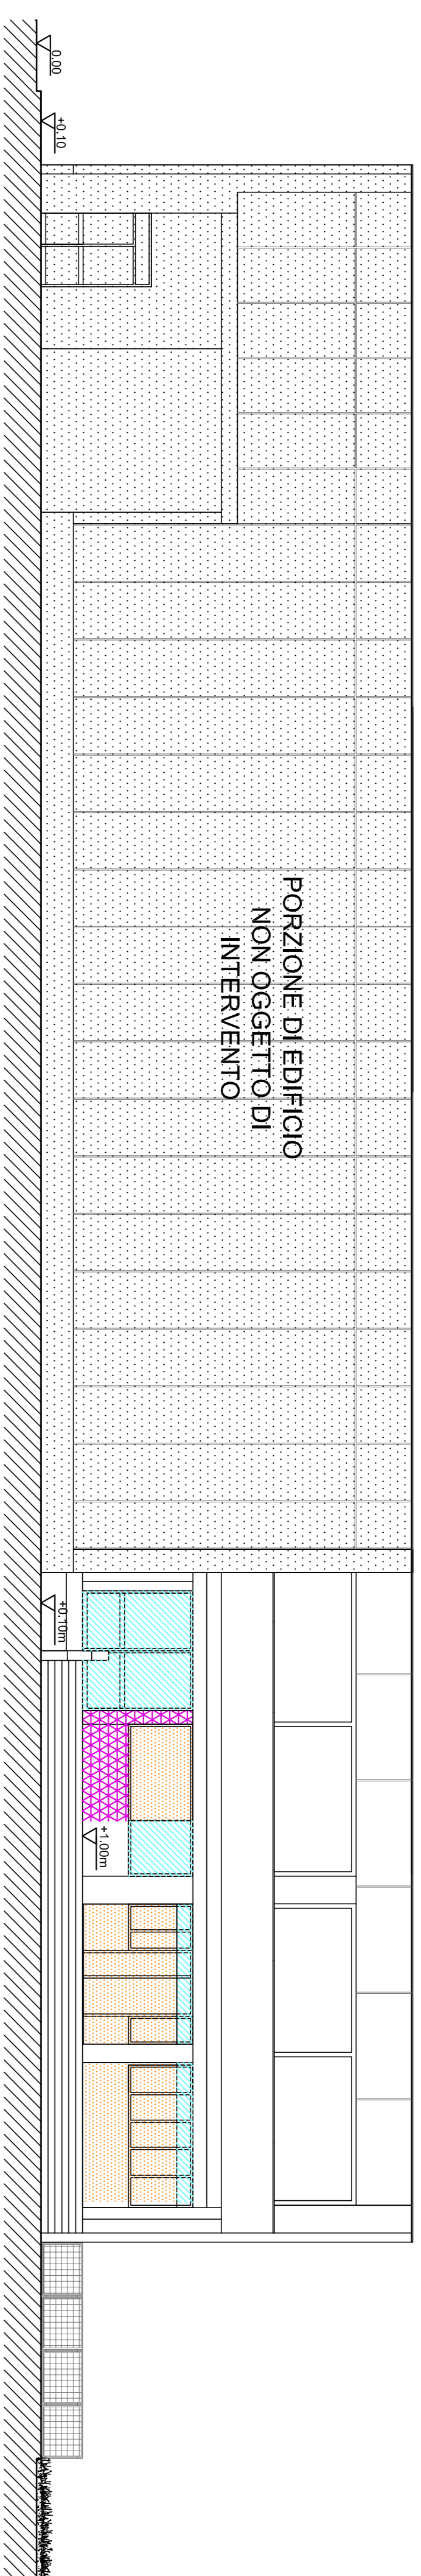 0.00
+0.10
PORZIONE DI EDIFICIO
NON OGGETTO DI
INTERVENTO
+0.10m
+1.00m